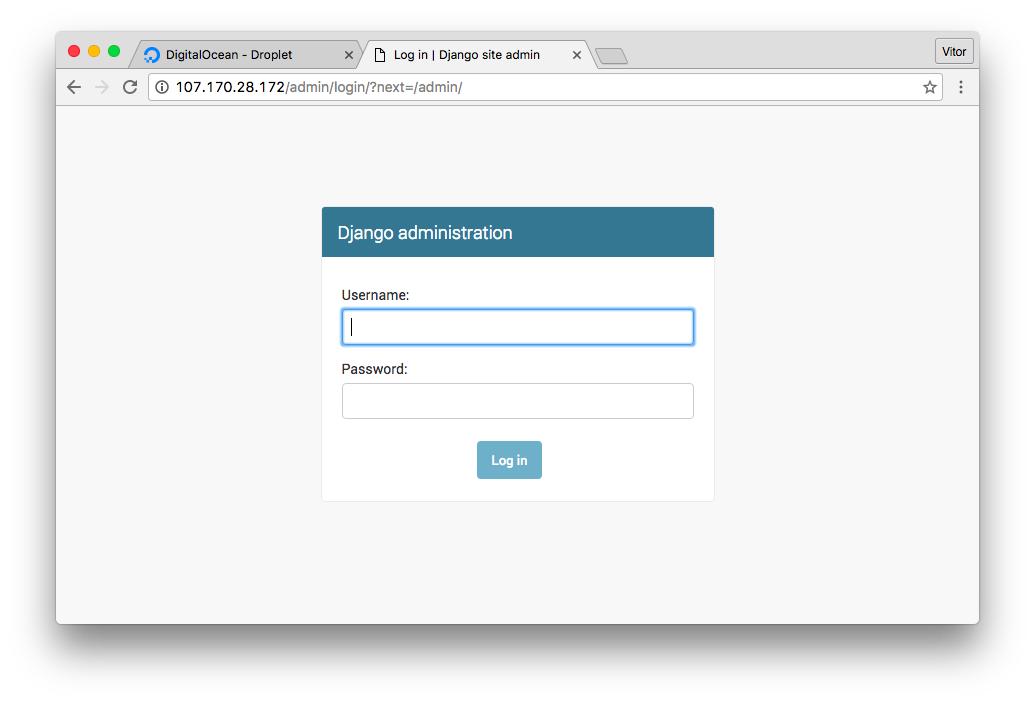 DigitalOcean - Droplet
Log in | Django site admin
Vitor
107.170.28.172/admin/login/?next=/admin/
Django administration
Username:
Password:
Log in